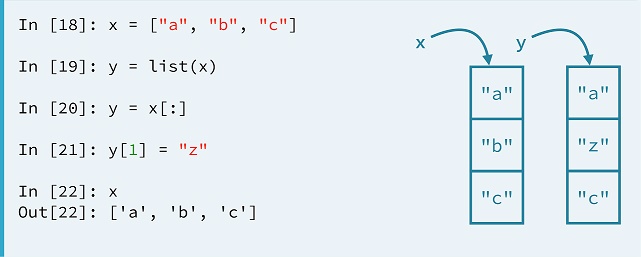 In [18]: x = ["a", "b", "c"]
In [19]: y = list(x)
In [20]: y = x[:]
In [21]: y[1] = "z"
In [22]: x
Out[22]: ['a', 'b', 'c']
x
"a"
"b"
"c"
y
"a"
"z"
"c"